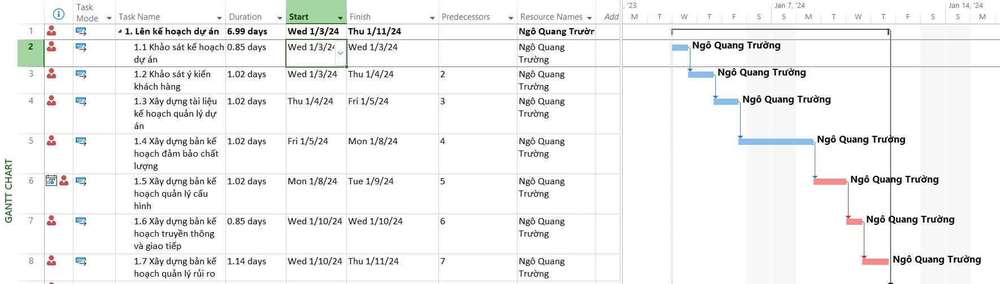 , '23 Jan 7, '24 Jan 14, '24
Task Mode Task Name Duration Start Finish Predecessors Resource Names Add
M W F S S M T W T F S S M
1 1. Lên kế hoạch dự án 6.99 days Wed 1/3/24 Thu 1/11/24 Ngô Quang Trường
2 1.1 Khảo sát kế hoạch 0.85 days Wed 1/3/24 Wed 1/3/24 Ngô Quang Ngô Quang Trường
dự án Trường
3 1.2 Khảo sát ý kiến 1.02 days Wed 1/3/24 Thu 1/4/24 2 Ngô Quang Ngô Quang Trường
khách hàng Trường
4 1.3 Xây dựng tài liệu 1.02 days Thu 1/4/24 Fri 1/5/24 3 Ngô Quang Ngô Quang Trường
kế hoạch quản lý dự Trường
án
5 1.4 Xây dựng bản kế 1.02 days Fri 1/5/24 Mon 1/8/24 4 Ngô Quang Ngô Quang Trường
hoạch đảm bảo chất Trường
lượng
6 1.5 Xây dựng bản kế 1.02 days Mon 1/8/24 Tue 1/9/24 5 Ngô Quang Ngô Quang Trường
hoạch quản lý cấu Trường
hình
7 1.6 Xây dựng bản kế 0.85 days Wed 1/10/24 Wed 1/10/24 6 Ngô Quang Ngô Quang Trường
hoạch truyền thông Trường
và giao tiếp
8 1.7 Xây dựng bản kế 1.14 days Wed 1/10/24 Thu 1/11/24 7 Ngô Quang Ngô Quang Trường
hoạch quản lý rủi ro Trường
GANTT CHART